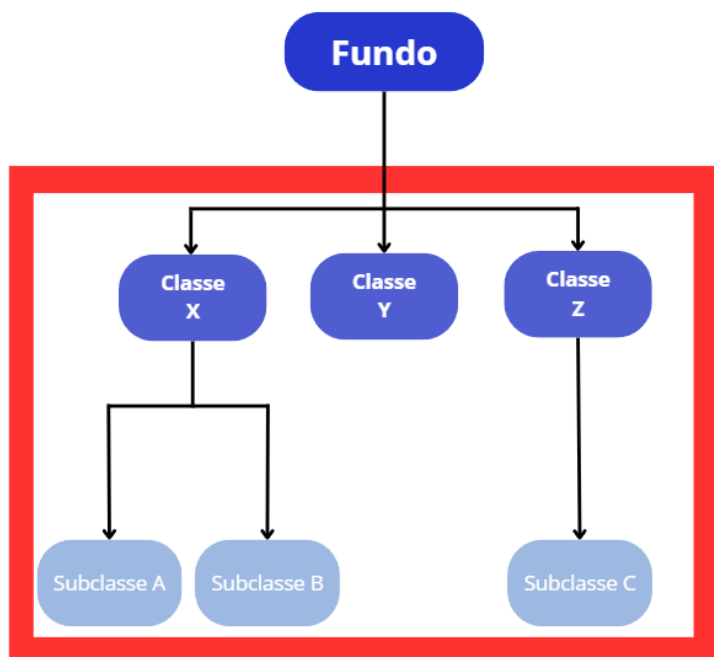 Fundo
Classe
X
Classe
Y
Classe
Z
Subclasse A
Subclasse B
Subclasse C